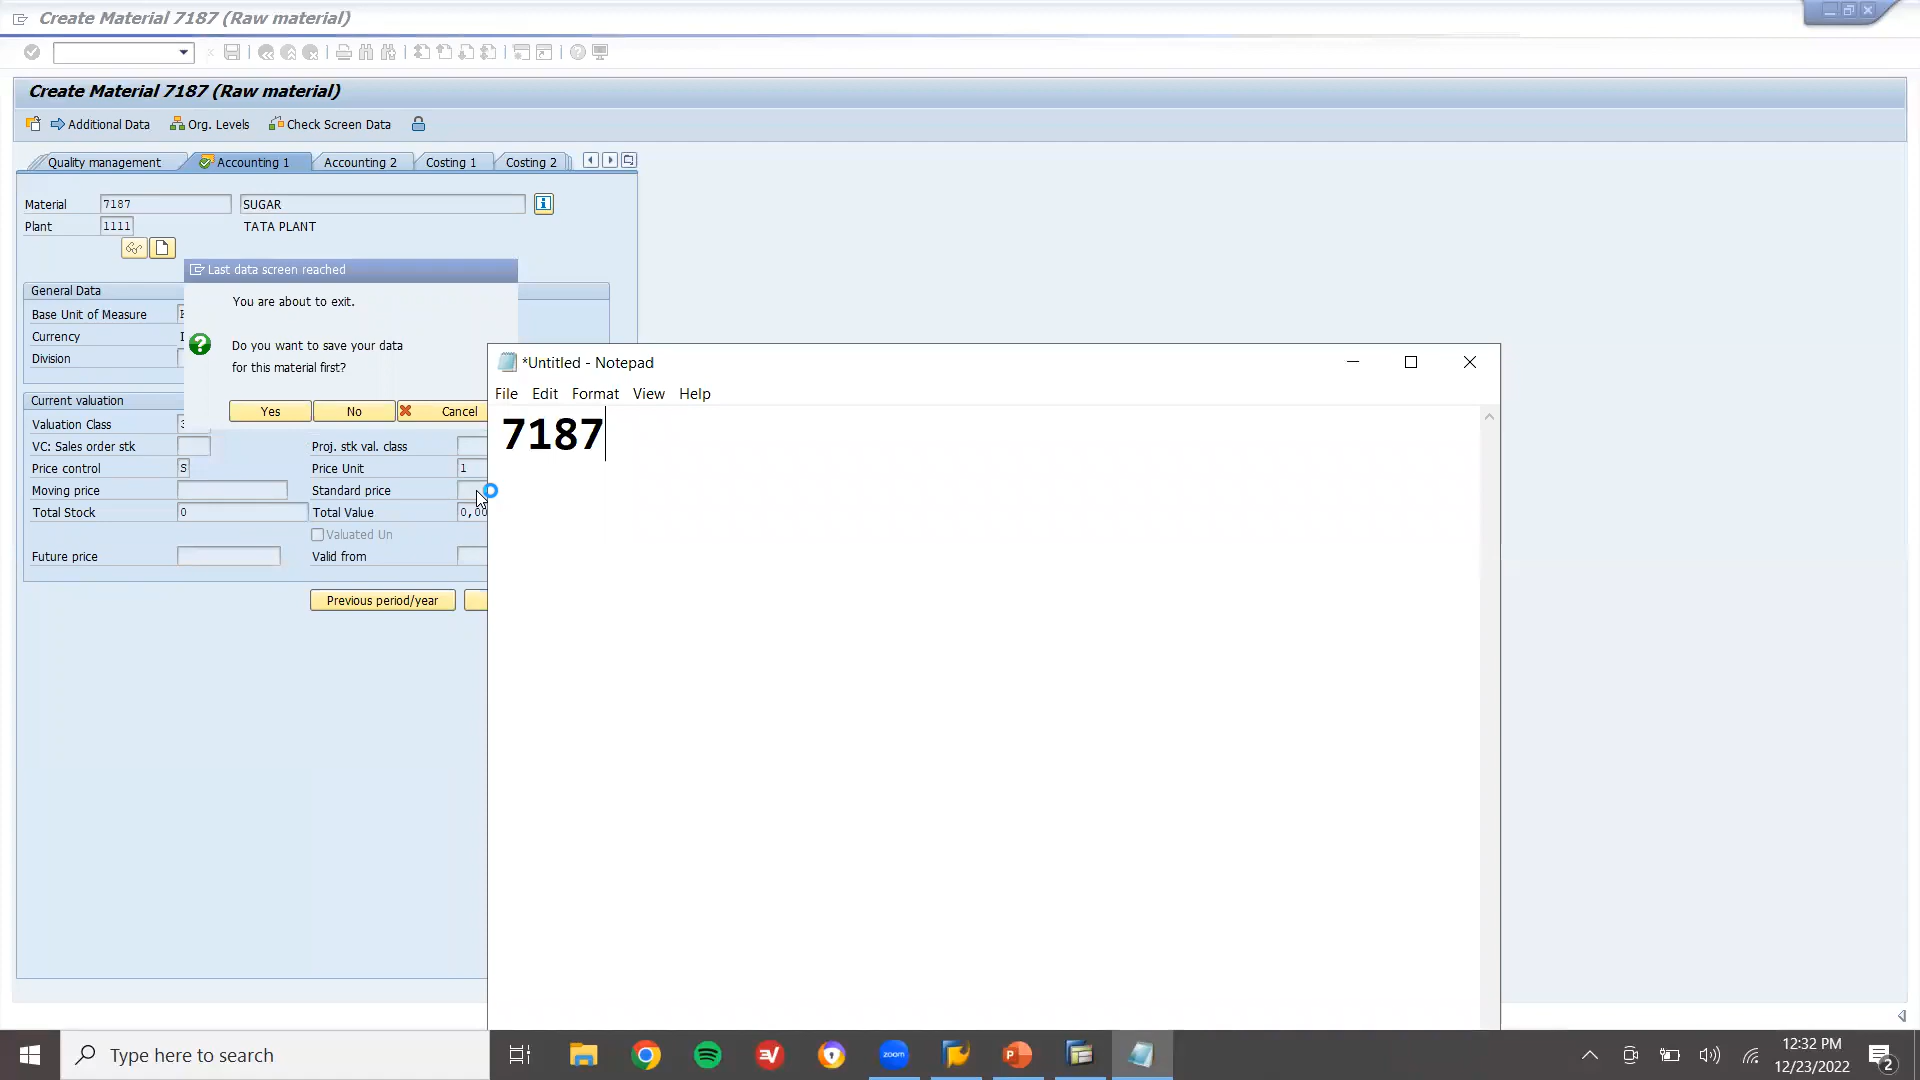 Create Material 7187 (Raw material)
Create Material 7187 (Raw material)
Additional Data Org. Levels Check Screen Data
Quality management Accounting 1 Accounting 2 Costing 1 Costing 2
Material 7187 SUGAR
Plant 1111 TATA PLANT
Last data screen reached
General Data
You are about to exit.
Base Unit of Measure
Currency
Do you want to save your data
Division
for this material first?
*Untitled - Notepad
File Edit Format View Help
Current valuation
Yes No Cancel
7187
Valuation Class 3
VC: Sales order stk Proj. stk val. class
Price control S Price Unit 1
Moving price Standard price
Total Stock 0 Total Value 0,00
Valuated Un
Future price Valid from
Previous period/year
Type here to search
zoom
12:32 PM
12/23/2022
2